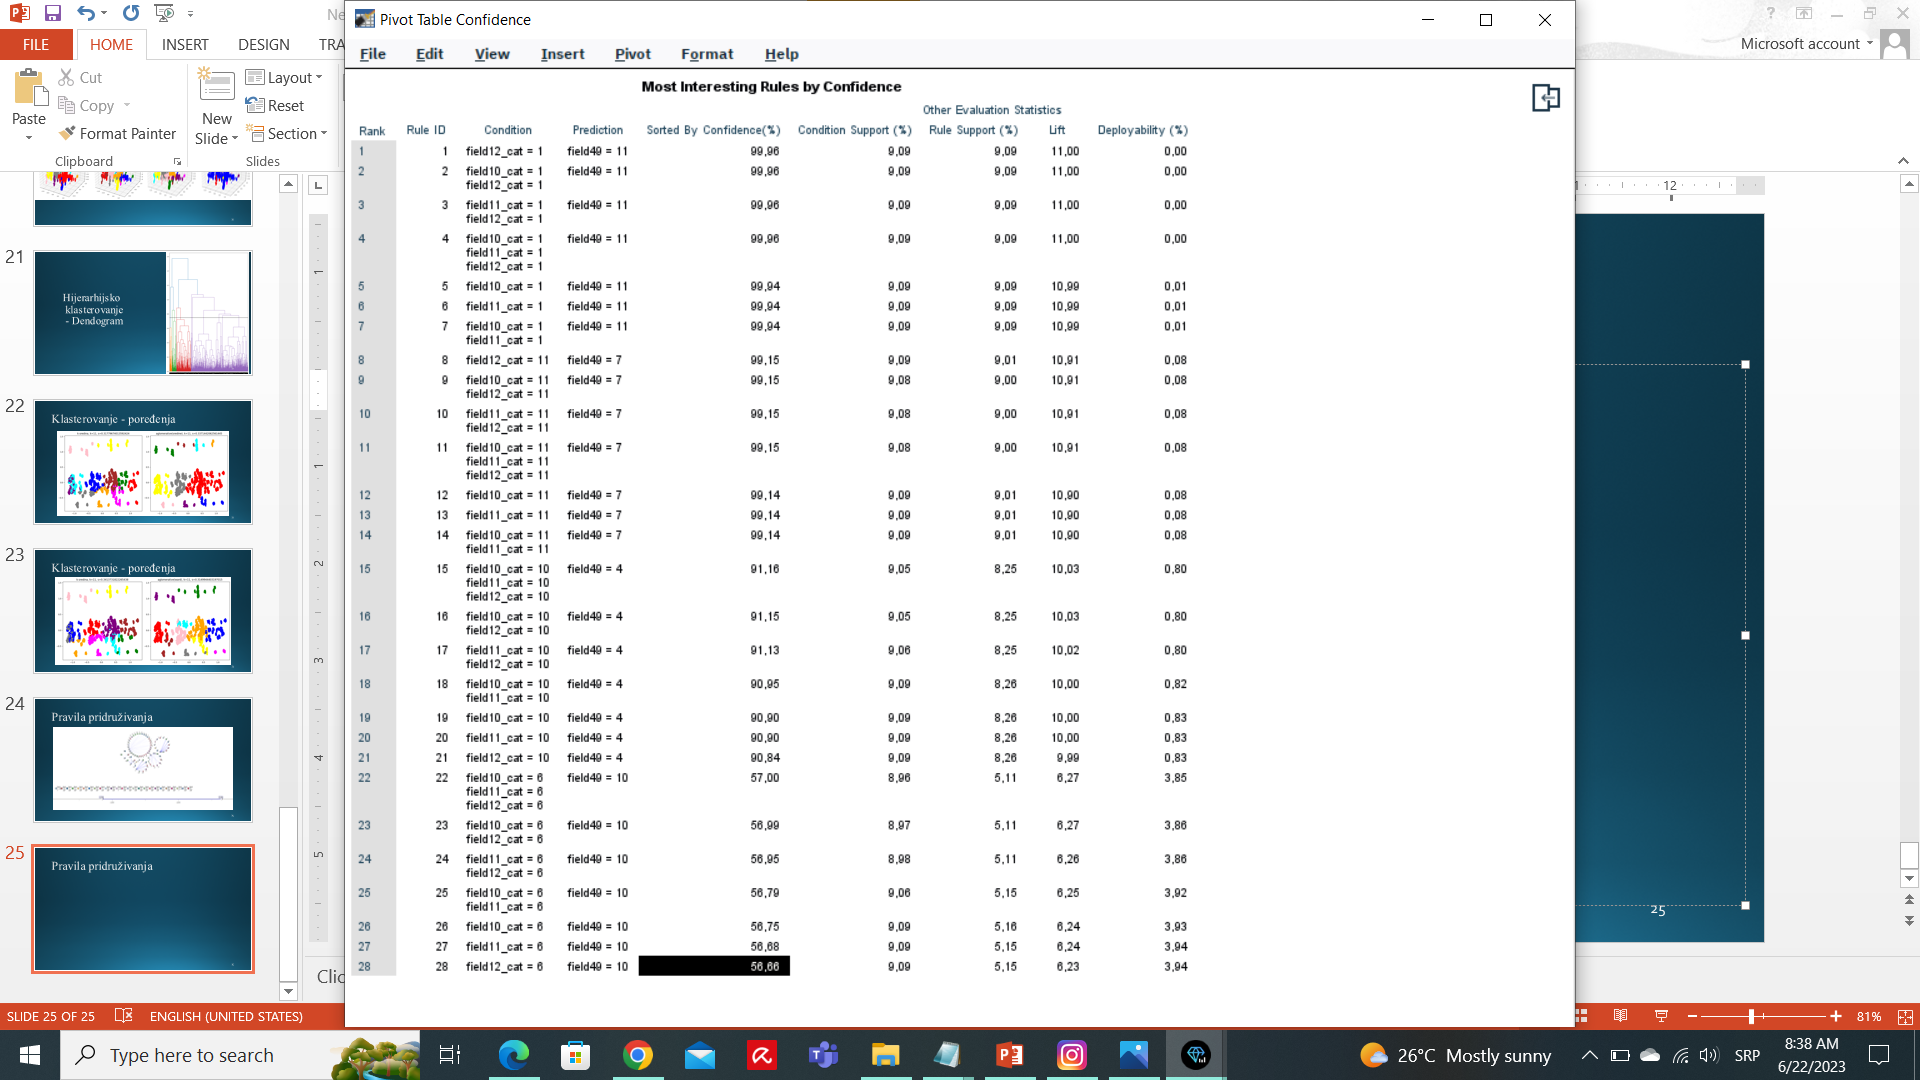 Pivot Table Confidence
FILE HOME INSERT DESIGN
Microsoft account
File Edit View Insert Pivot Format Help
Paste
Cut
Copy
Format Painter
Clipboard
New Slide
Layout
Reset
Section
Slides
Most Interesting Rules by Confidence
Other Evaluation Statistics
Rank Rule ID Condition Prediction Sorted By Confidence(%) Condition Support (%) Rule Support (%) Lift Deployability (%)
1 1 field12_cat = 1 field49 = 11 99,96 9,09 9,09 11,00 0,00
2 2 field10_cat = 1 field49 = 11 99,96 9,09 9,09 11,00 0,00
field12_cat = 1
3 3 field11_cat = 1 field49 = 11 99,96 9,09 9,09 11,00 0,00
field12_cat = 1
4 4 field10_cat = 1 field49 = 11 99,96 9,09 9,09 11,00 0,00
field11_cat = 1
field12_cat = 1
5 5 field10_cat = 1 field49 = 11 99,94 9,09 9,09 10,99 0,01
6 6 field11_cat = 1 field49 = 11 99,94 9,09 9,09 10,99 0,01
7 7 field10_cat = 1 field49 = 11 99,94 9,09 9,09 10,99 0,01
field11_cat = 1
8 8 field12_cat = 11 field49 = 7 99,15 9,09 9,01 10,91 0,08
9 9 field10_cat = 11 field49 = 7 99,15 9,08 9,00 10,91 0,08
field12_cat = 11
10 10 field11_cat = 11 field49 = 7 99,15 9,08 9,00 10,91 0,08
field12_cat = 11
11 11 field10_cat = 11 field49 = 7 99,15 9,08 9,00 10,91 0,08
field11_cat = 11
field12_cat = 11
12 12 field10_cat = 11 field49 = 7 99,14 9,09 9,01 10,90 0,08
13 13 field11_cat = 11 field49 = 7 99,14 9,09 9,01 10,90 0,08
14 14 field10_cat = 11 field49 = 7 99,14 9,09 9,01 10,90 0,08
field11_cat = 11
15 15 field10_cat = 10 field49 = 4 91,16 9,05 8,25 10,03 0,80
field11_cat = 10
field12_cat = 10
16 16 field10_cat = 10 field49 = 4 91,15 9,05 8,25 10,03 0,80
field12_cat = 10
17 17 field11_cat = 10 field49 = 4 91,13 9,06 8,25 10,02 0,80
field12_cat = 10
18 18 field10_cat = 10 field49 = 4 90,95 9,09 8,26 10,00 0,82
field11_cat = 10
19 19 field10_cat = 10 field49 = 4 90,90 9,09 8,26 10,00 0,83
20 20 field11_cat = 10 field49 = 4 90,90 9,09 8,26 10,00 0,83
21 21 field12_cat = 10 field49 = 4 90,84 9,09 8,26 9,99 0,83
22 22 field10_cat = 6 field49 = 10 57,00 8,96 5,11 6,27 3,85
field11_cat = 6
field12_cat = 6
23 23 field10_cat = 6 field49 = 10 56,99 8,97 5,11 6,27 3,86
field12_cat = 6
24 24 field11_cat = 6 field49 = 10 56,95 8,98 5,11 6,26 3,86
field12_cat = 6
25 25 field10_cat = 6 field49 = 10 56,79 9,06 5,15 6,25 3,92
field11_cat = 6
26 26 field10_cat = 6 field49 = 10 56,75 9,09 5,16 6,24 3,93
27 27 field11_cat = 6 field49 = 10 56,68 9,09 5,15 6,24 3,94
28 28 field12_cat = 6 field49 = 10 56,66 9,09 5,15 6,23 3,94
21
Hijerarhijsko
klasterovanje
- Dendogram
22
Klasterovanje - poređenja
23
Klasterovanje - poređenja
24
Pravila pridruživanja
25
Pravila pridruživanja
12
1
1
2
3
4
5
25
SLIDE 25 OF 25 ENGLISH (UNITED STATES)
81%
Type here to search
26°C Mostly sunny
SRP
8:38 AM
6/22/2023